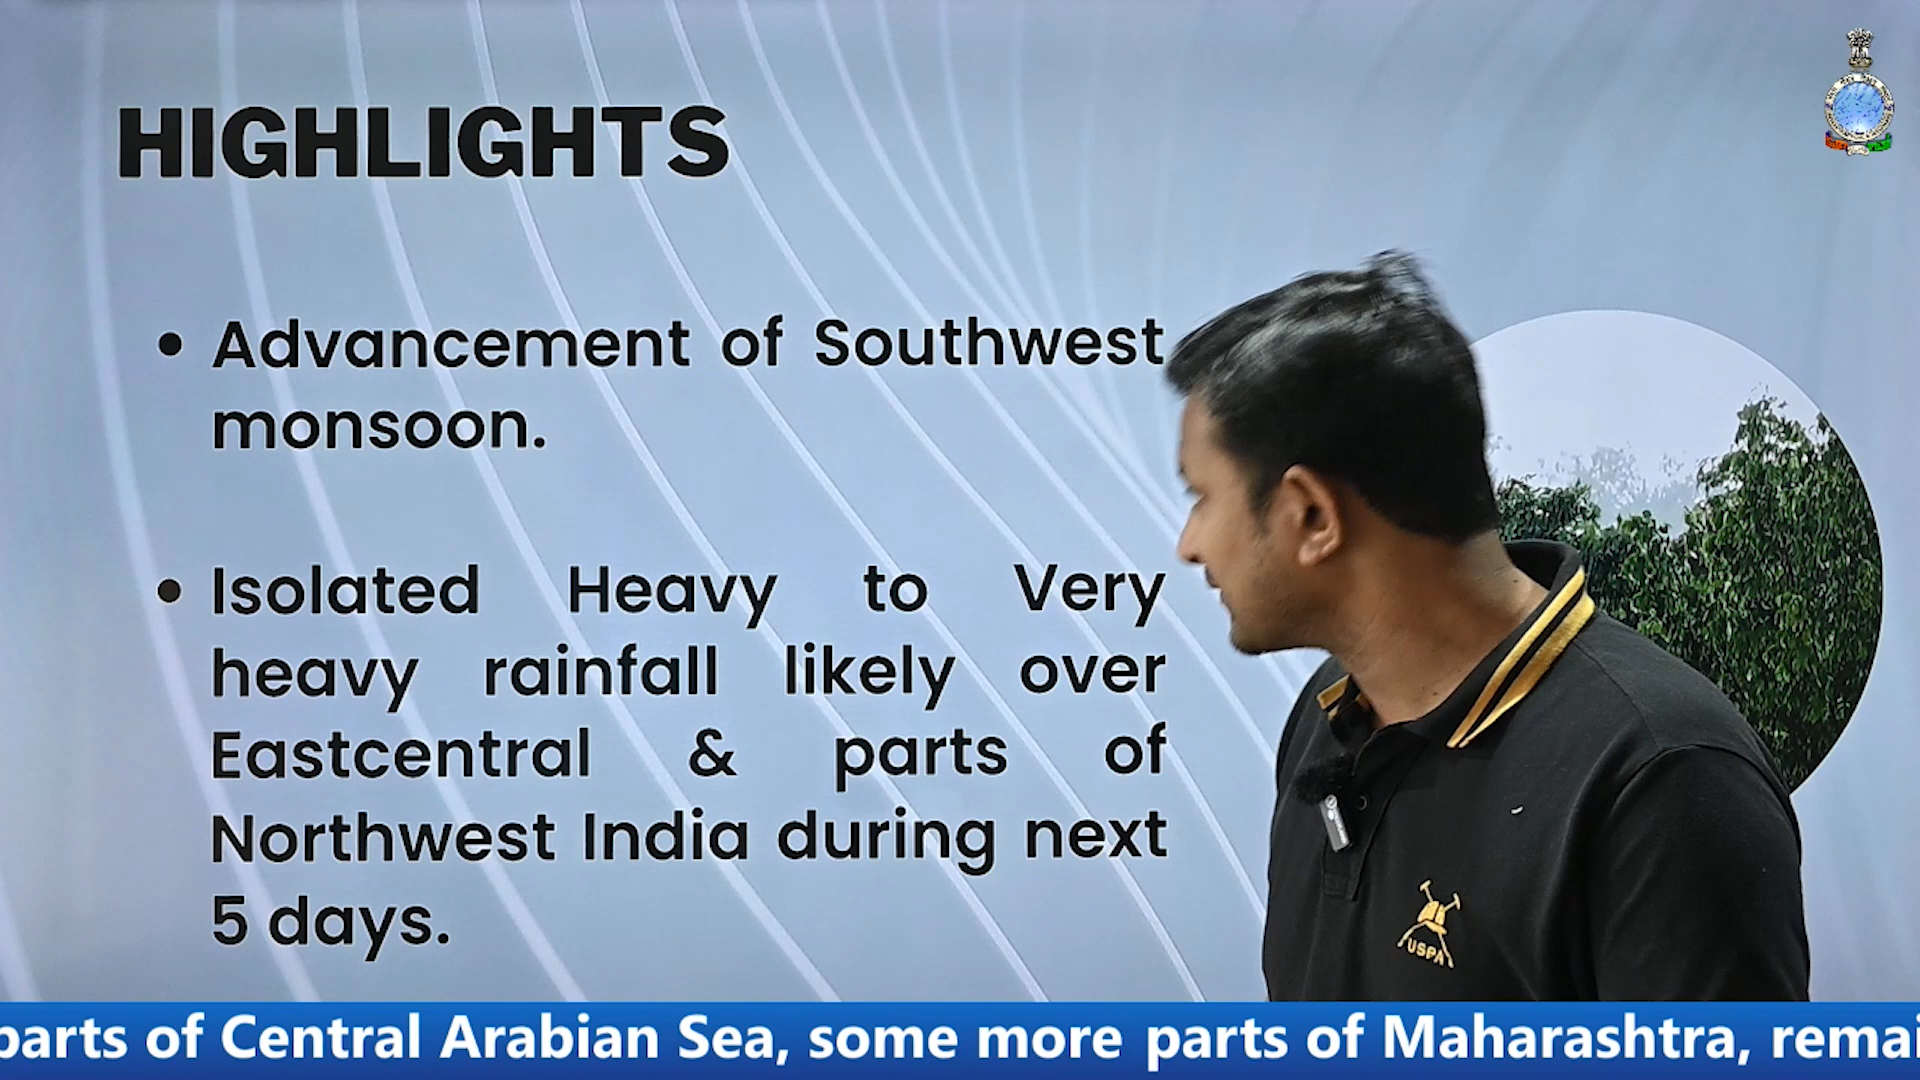 HIGHLIGHTS
• Advancement of Southwest
monsoon.
• Isolated Heavy to Very
heavy rainfall likely over
Eastcentral & parts of
Northwest India during next
5 days.
USPA
parts of Central Arabian Sea, some more parts of Maharashtra, remai